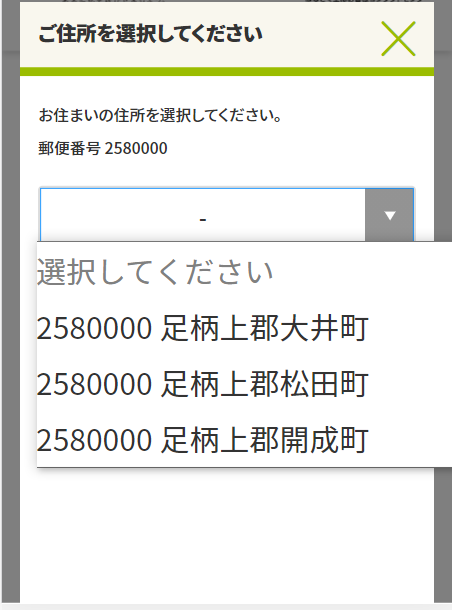 ご住所を選択してください
お住まいの住所を選択してください。
郵便番号 2580000
-
選択してください
2580000 足柄上郡大井町
2580000 足柄上郡松田町
2580000 足柄上郡開成町